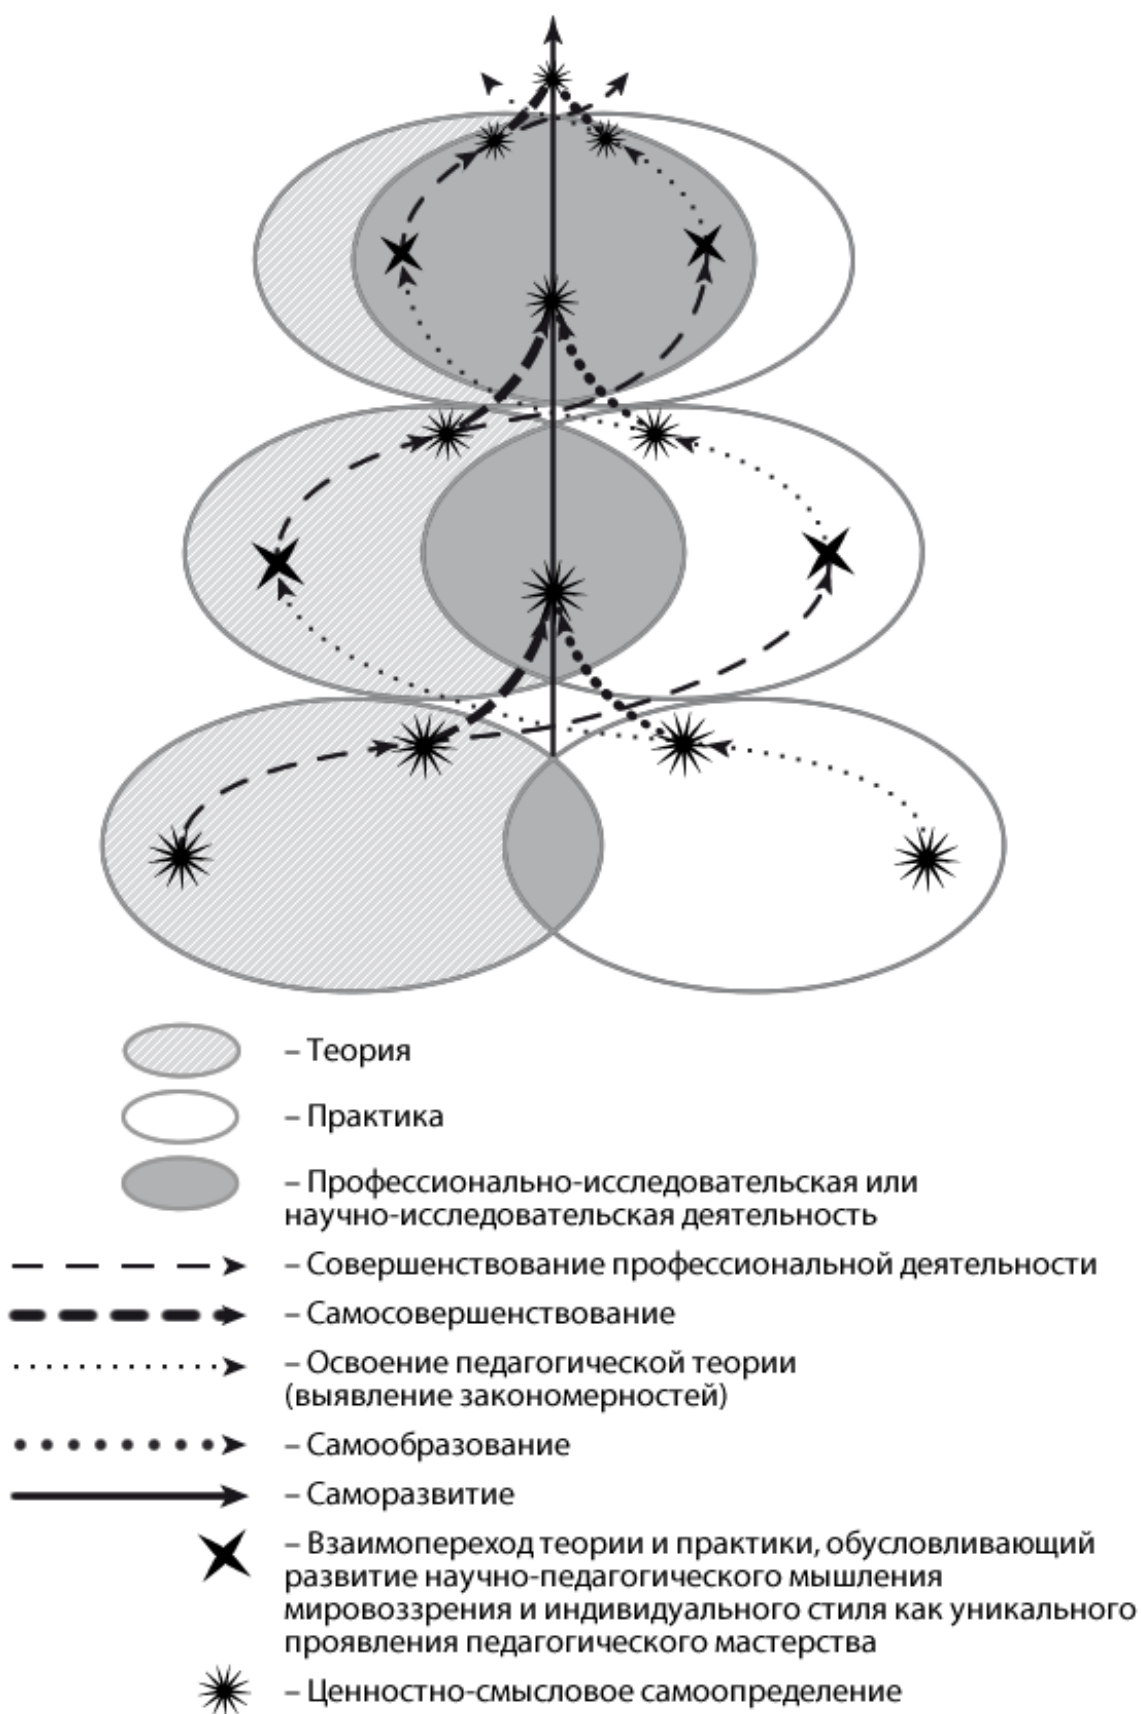 – Теория
– Практика
– Профессионально-исследовательская или
научно-исследовательская деятельность
– Совершенствование профессиональной деятельности
– Самосовершенствование
– Освоение педагогической теории
(выявление закономерностей)
– Самообразование
– Саморазвитие
– Взаимопереход теории и практики, обусловливающий
развитие научно-педагогического мышления
мировоззрения и индивидуального стиля как уникального
проявления педагогического мастерства
– Ценностно-смысловое самоопределение